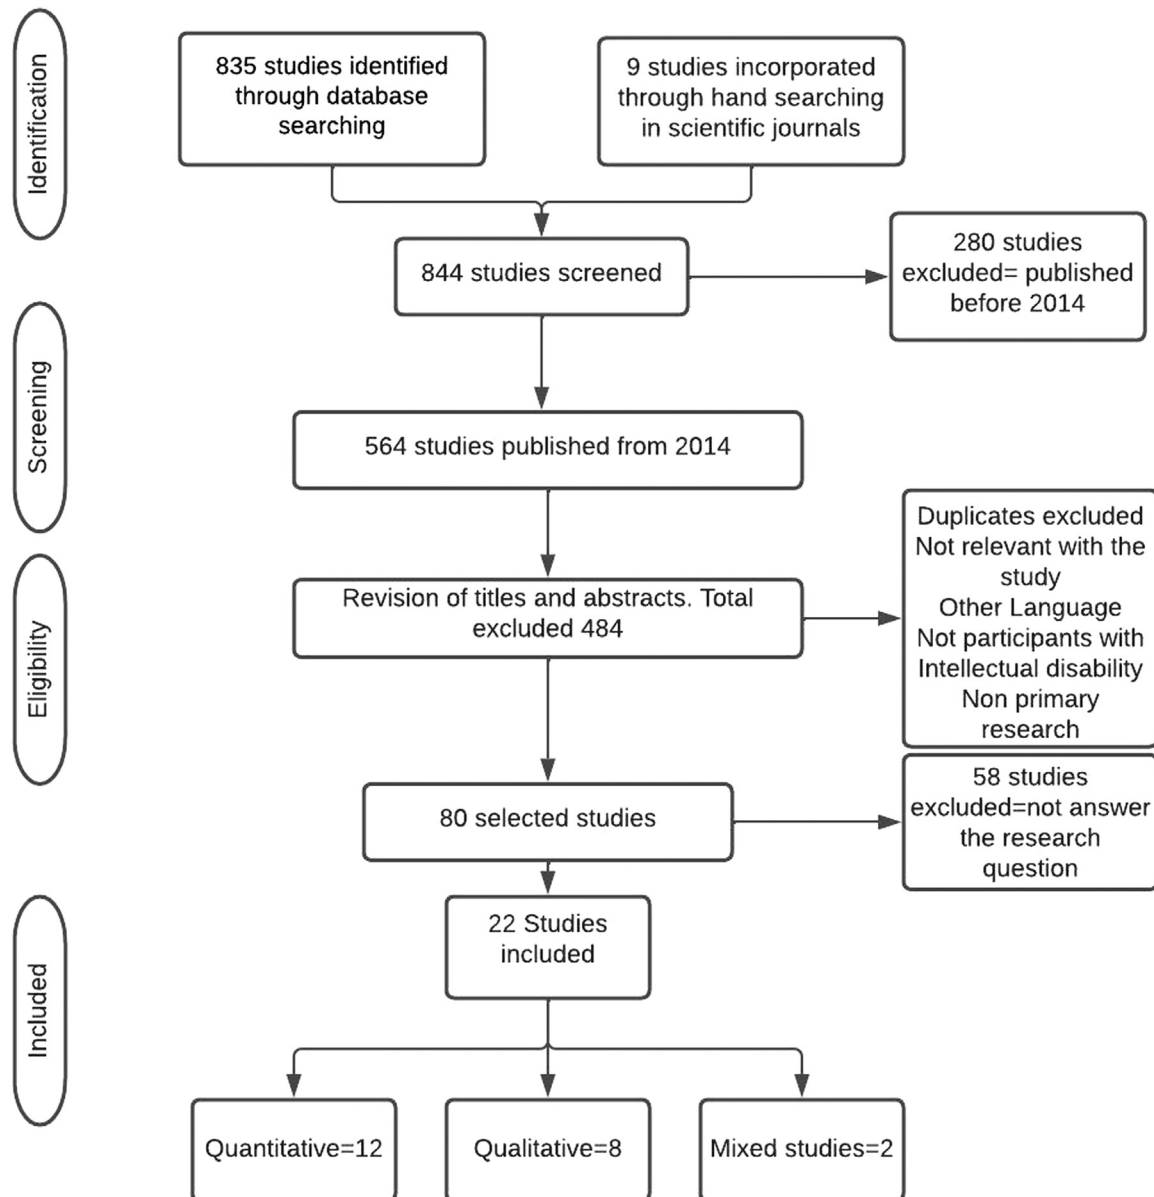 Identification
835 studies identified
through database
searching
9 studies incorporated
through hand searching
in scientific journals
844 studies screened
280 studies
excluded= published
before 2014
Screening
564 studies published from 2014
Eligibility
Revision of titles and abstracts. Total
excluded 484
Duplicates excluded
Not relevant with the
study
Other Language
Not participants with
Intellectual disability
Non primary
research
80 selected studies
58 studies
excluded=not answer
the research
question
Included
22 Studies
included
Quantitative=12
Qualitative=8
Mixed studies=2